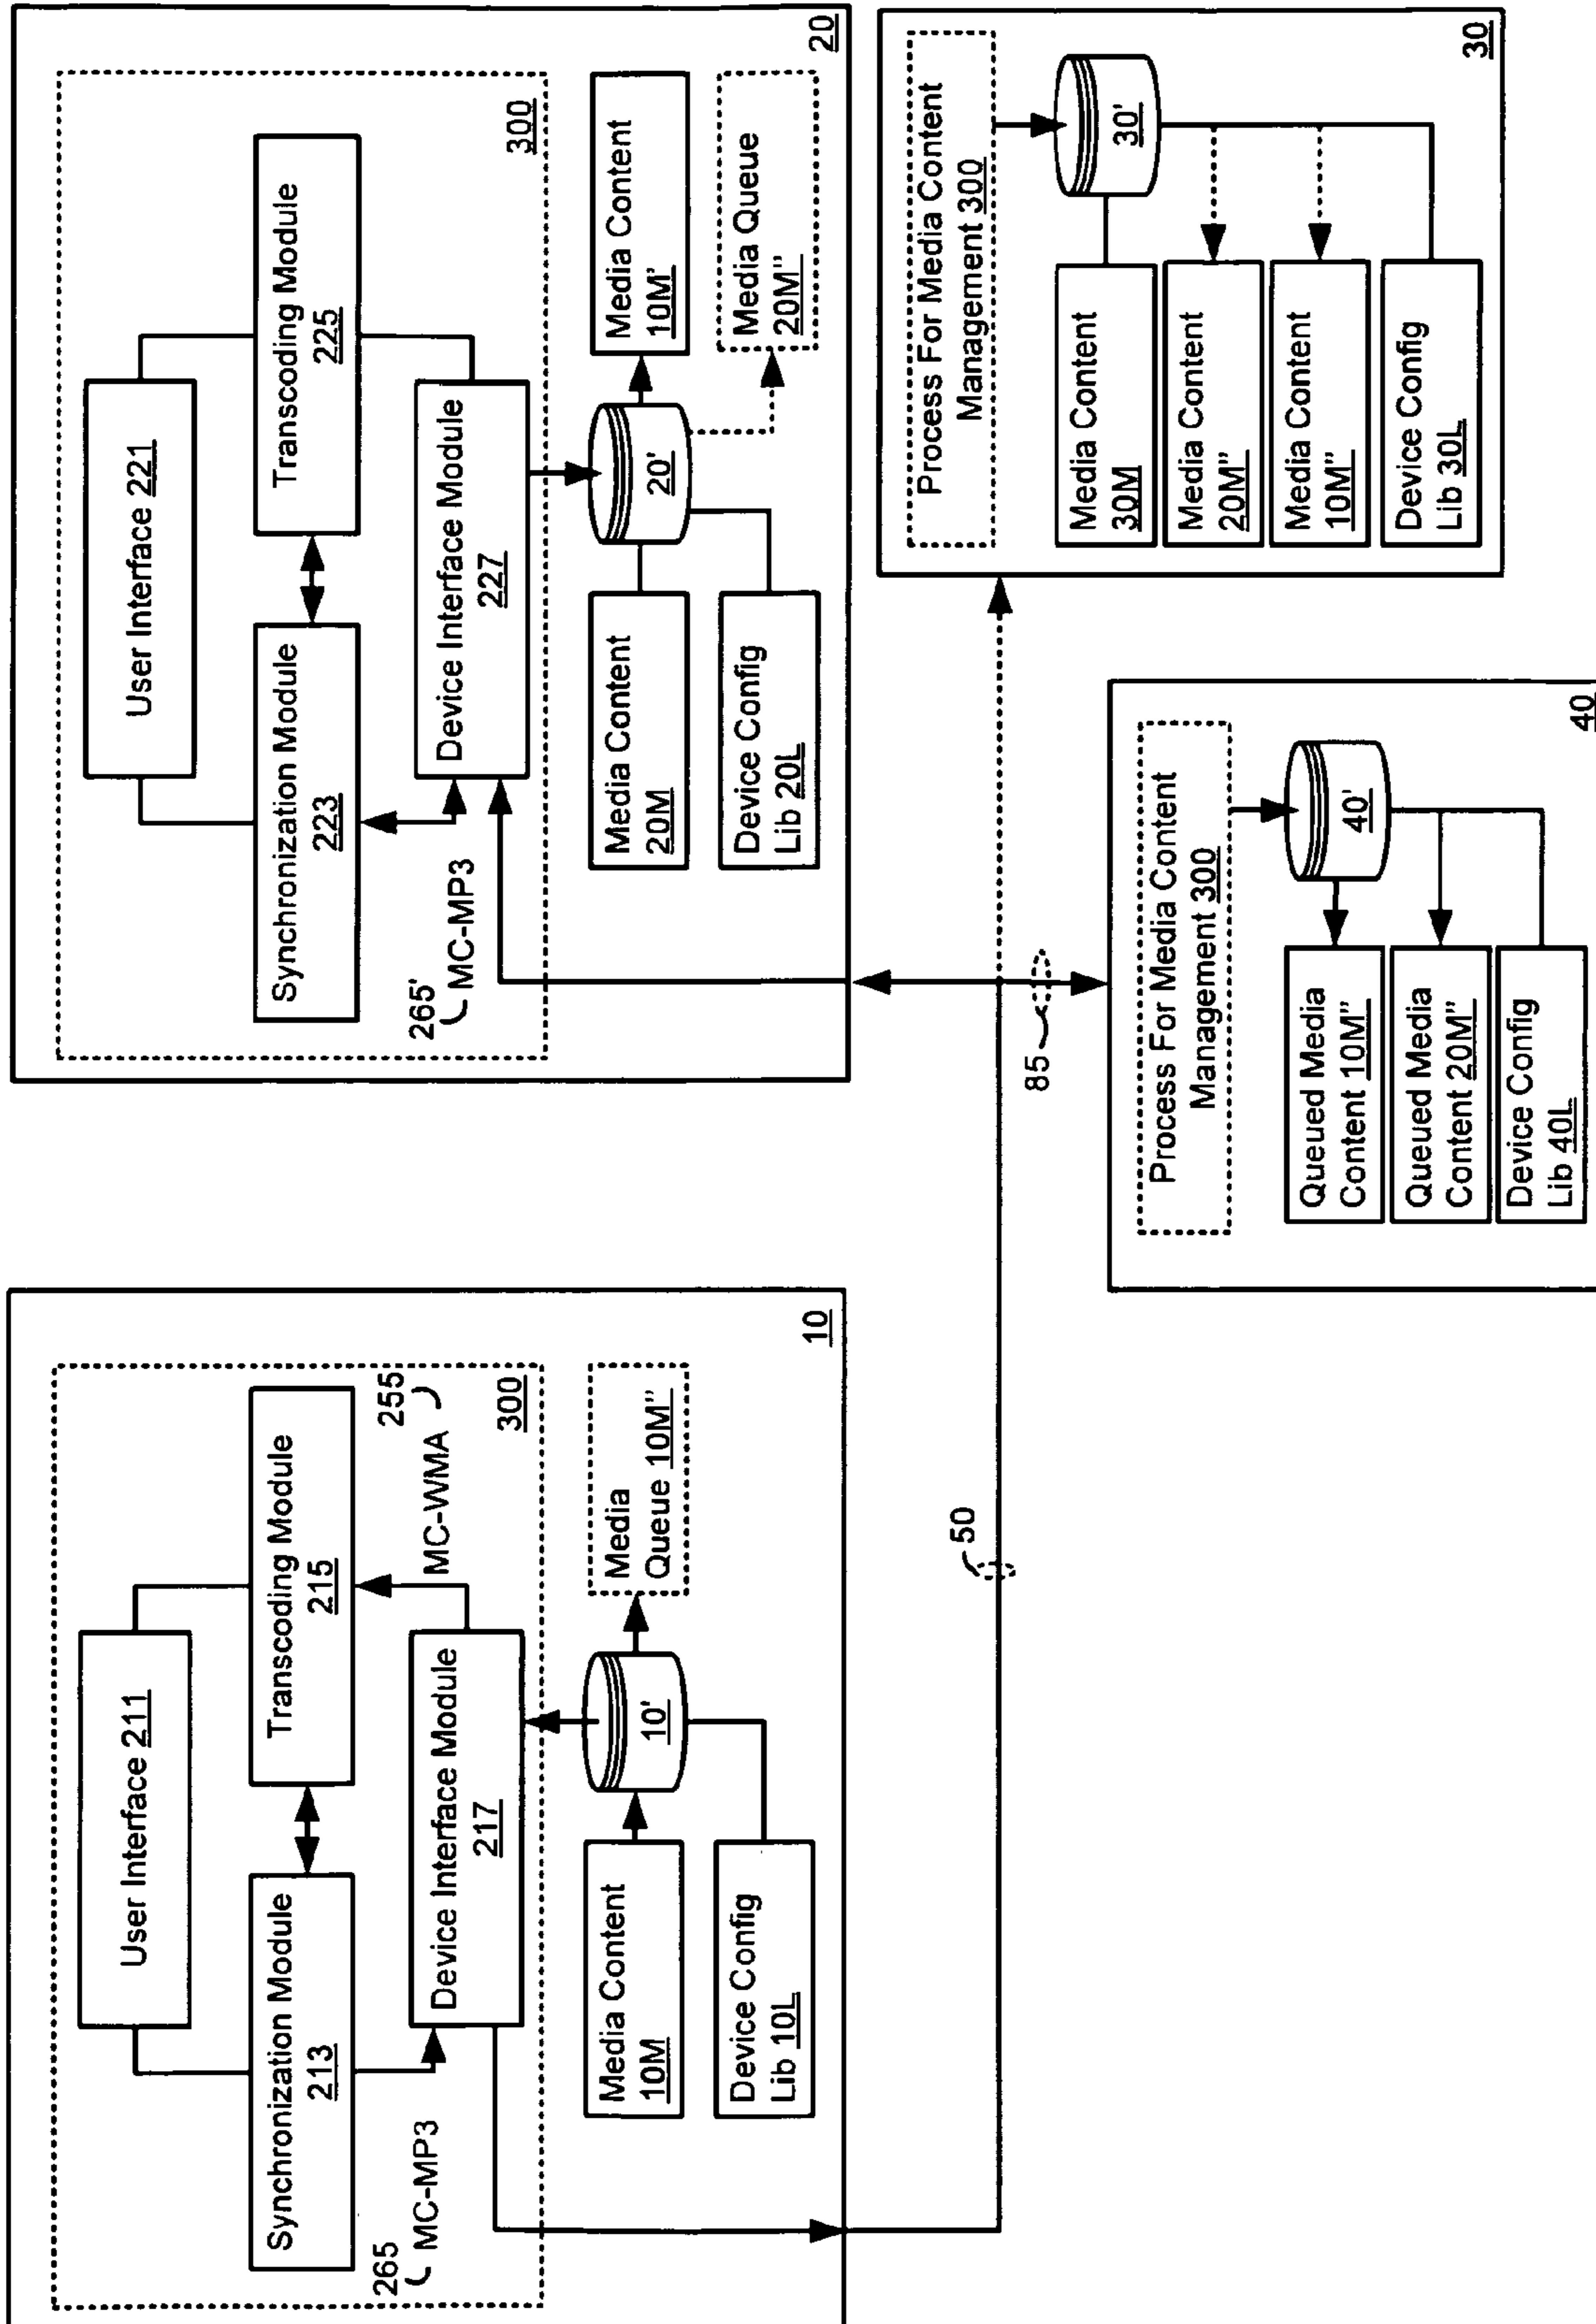 User Interface 211
Synchronization Module
213
Transcoding Module
215
265
MC-MP3
MC-WMA
255
Device Interface Module
217
300
Media Content
10M
10'
Media
Queue 10M"
Device Config
Lib 10L
10
User Interface 221
Synchronization Module
223
Transcoding Module
225
265'
MC-MP3
Device Interface Module
227
300
Media Content
20M
20'
Media Content
10M'
Media Queue
20M"
Device Config
Lib 20L
20
50
85
Process For Media Content
Management 300
40'
Queued Media
Content 10M"
Queued Media
Content 20M"
Device Config
Lib 40L
40
Process For Media Content
Management 300
30'
Media Content
30M
Media Content
20M"
Media Content
10M"
Device Config
Lib 30L
30